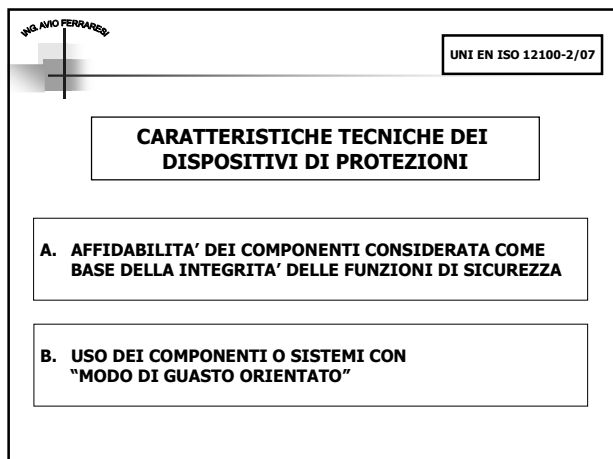 ING. AVIO FERRARESI
UNI EN ISO 12100-2/07
CARATTERISTICHE TECNICHE DEI
DISPOSITIVI DI PROTEZIONI
A. AFFIDABILITA’ DEI COMPONENTI CONSIDERATA COME
BASE DELLA INTEGRITA’ DELLE FUNZIONI DI SICUREZZA
B. USO DEI COMPONENTI O SISTEMI CON
“MODO DI GUASTO ORIENTATO”